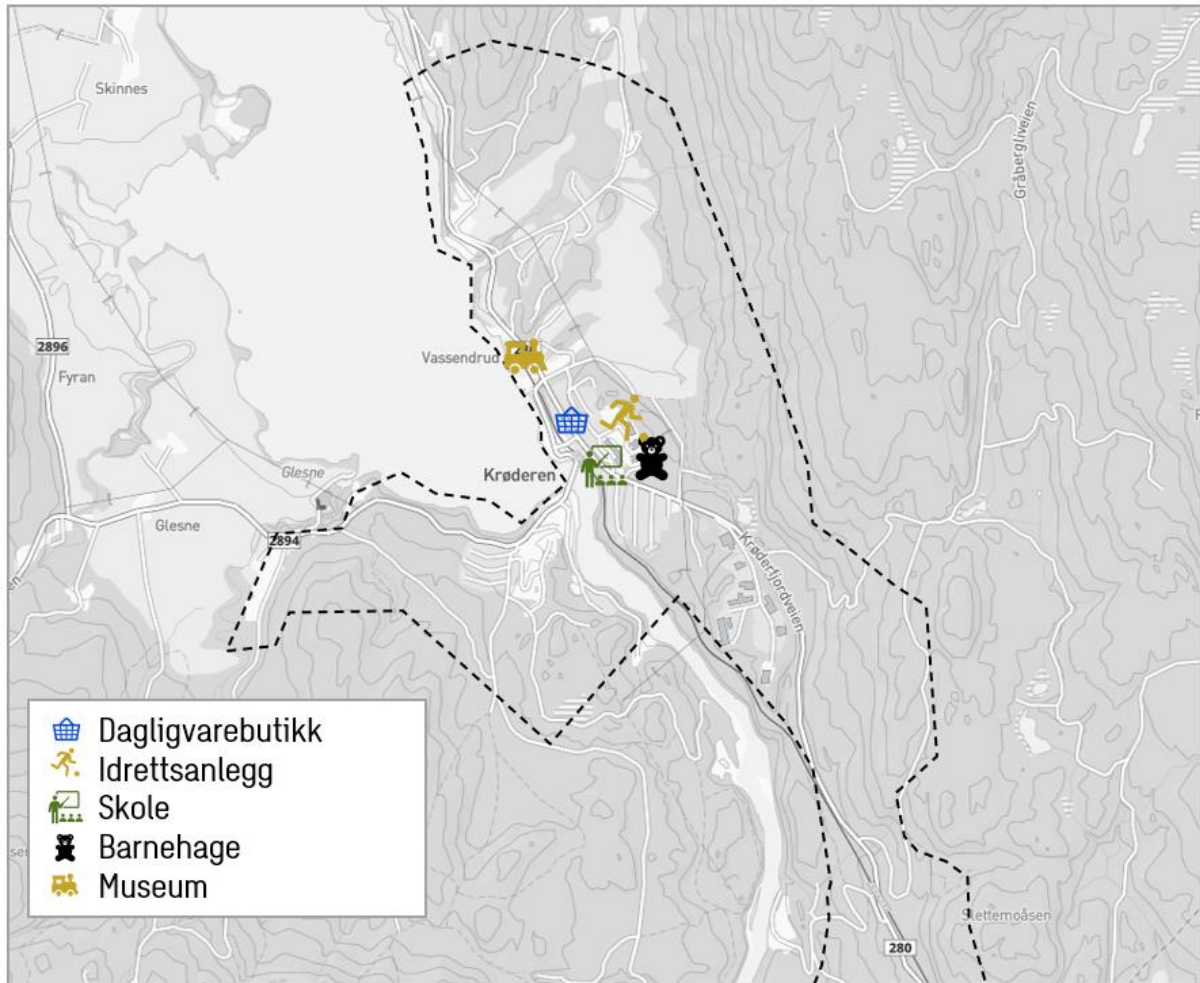 Skinnes
Gråbergliveien
2896
Fyran
Vassendrud
Krøderen
Glesne
Glesne
2894
Krøderfjordveien
Dagligvarebutikk
Idrettsanlegg
Skole
Barnehage
Museum
Slettemoåsen
280